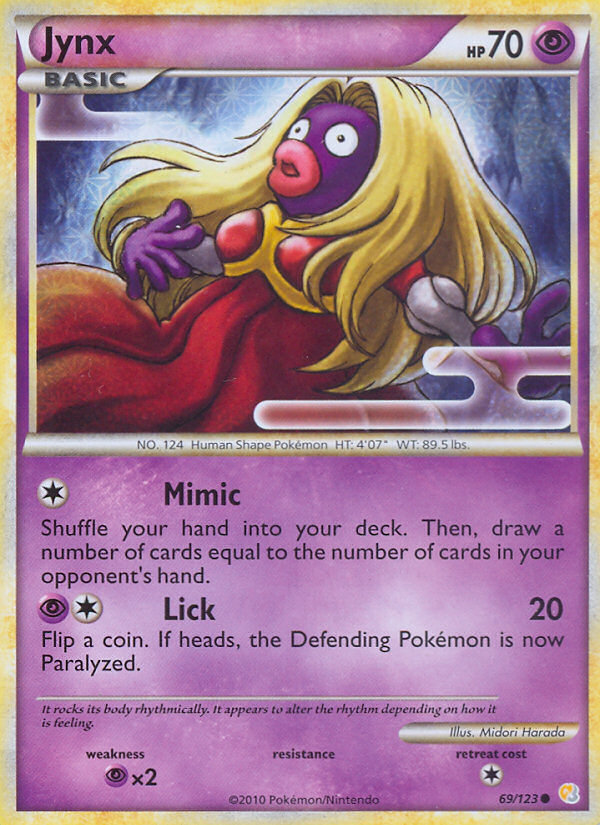 Jynx
HP 70
BASIC
NO. 124 Human Shape Pokémon HT: 4'07" WT: 89.5 lbs.
Mimic
Shuffle your hand into your deck. Then, draw a
number of cards equal to the number of cards in your
opponent's hand.
Lick 20
Flip a coin. If heads, the Defending Pokémon is now
Paralyzed.
It rocks its body rhythmically. It appears to alter the rhythm depending on how it
is feeling.
Illus. Midori Harada
weakness resistance retreat cost
×2
©2010 Pokémon/Nintendo 69/123